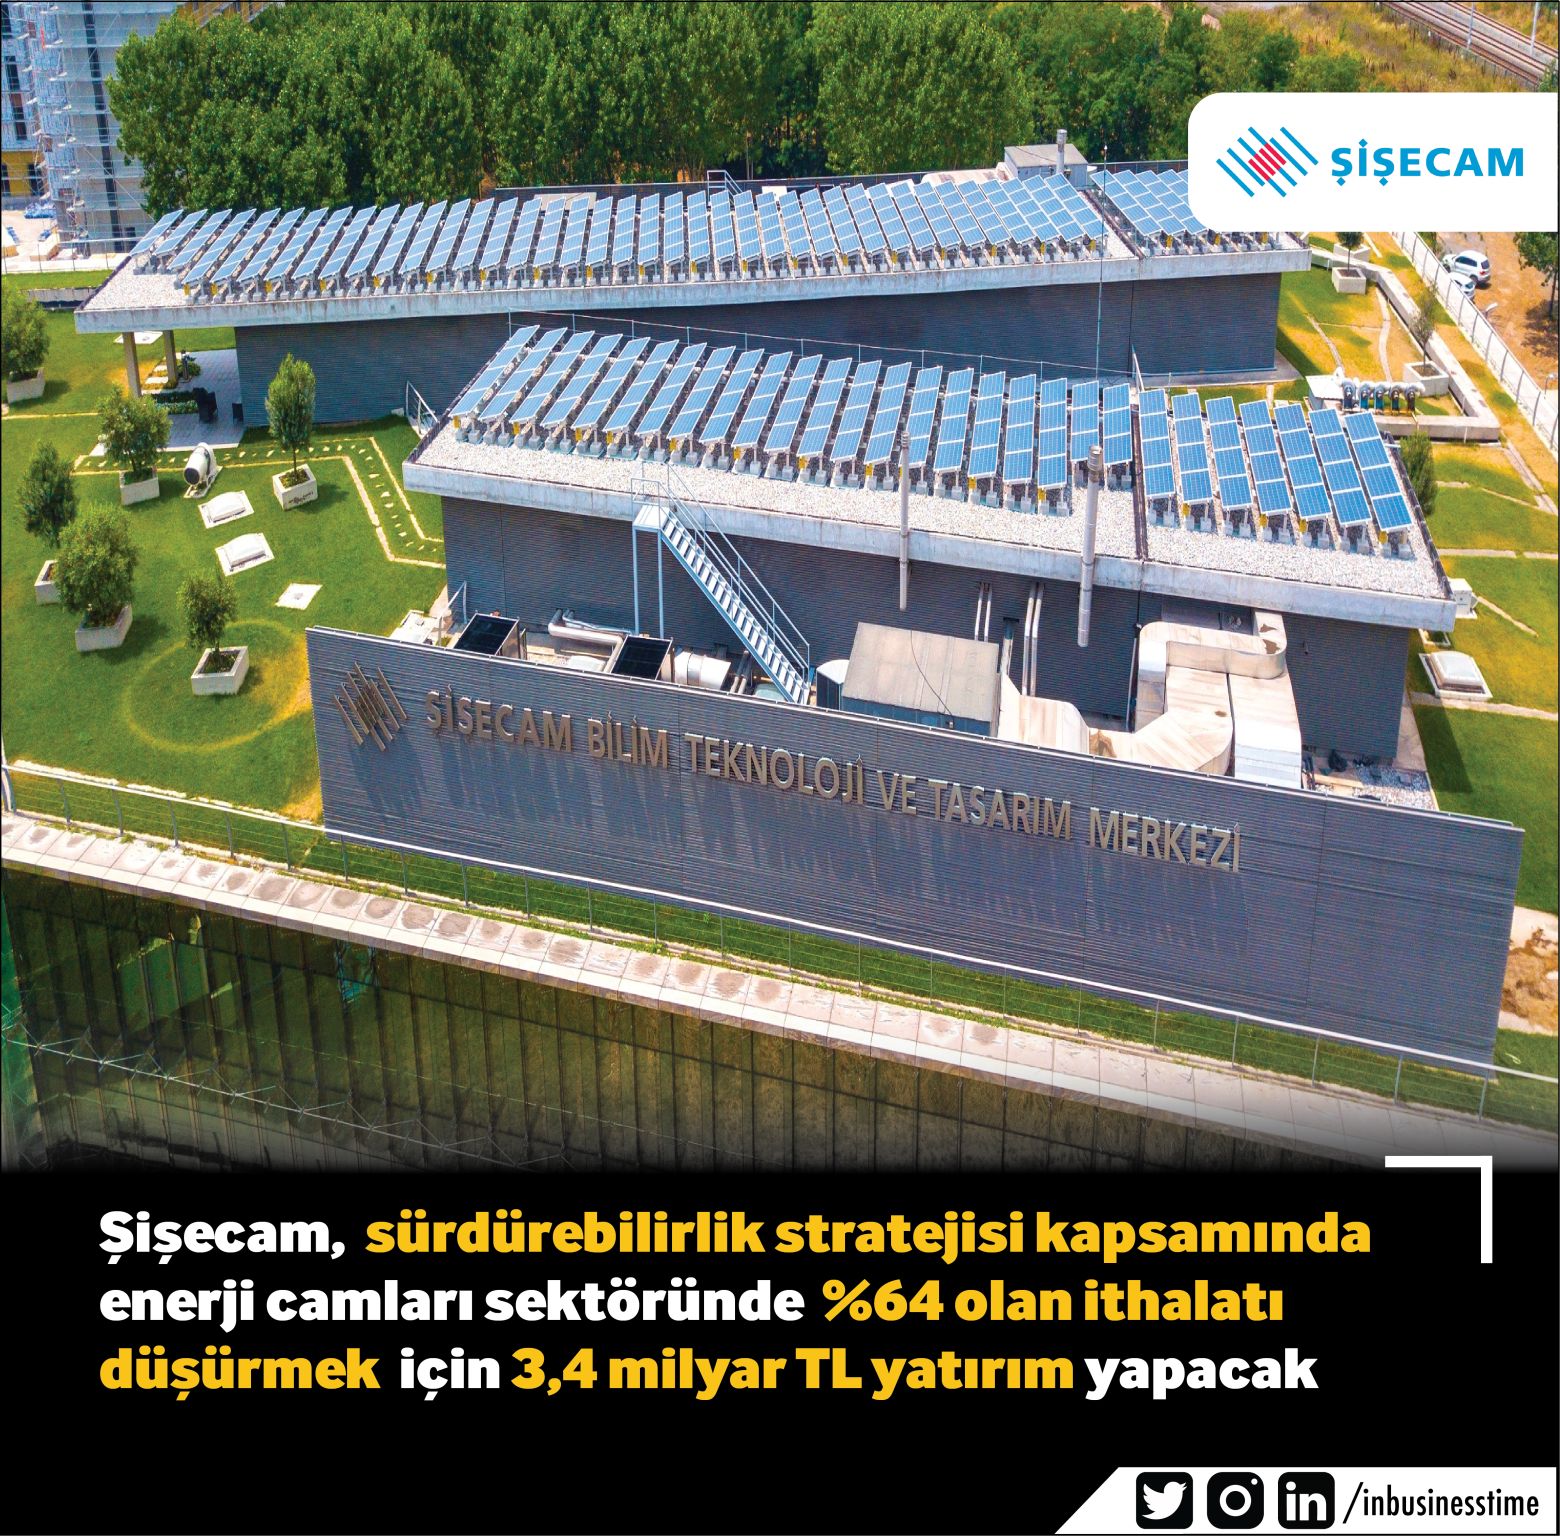 ŞİŞECAM
ŞİŞECAM BİLİM TEKNOLOJİ VE TASARIM MERKEZİ
Şişecam, sürdürebilirlik stratejisi kapsamında
enerji camları sektöründe %64 olan ithalatı
düşürmek için 3,4 milyar TL yatırım yapacak
/inbusinesstime